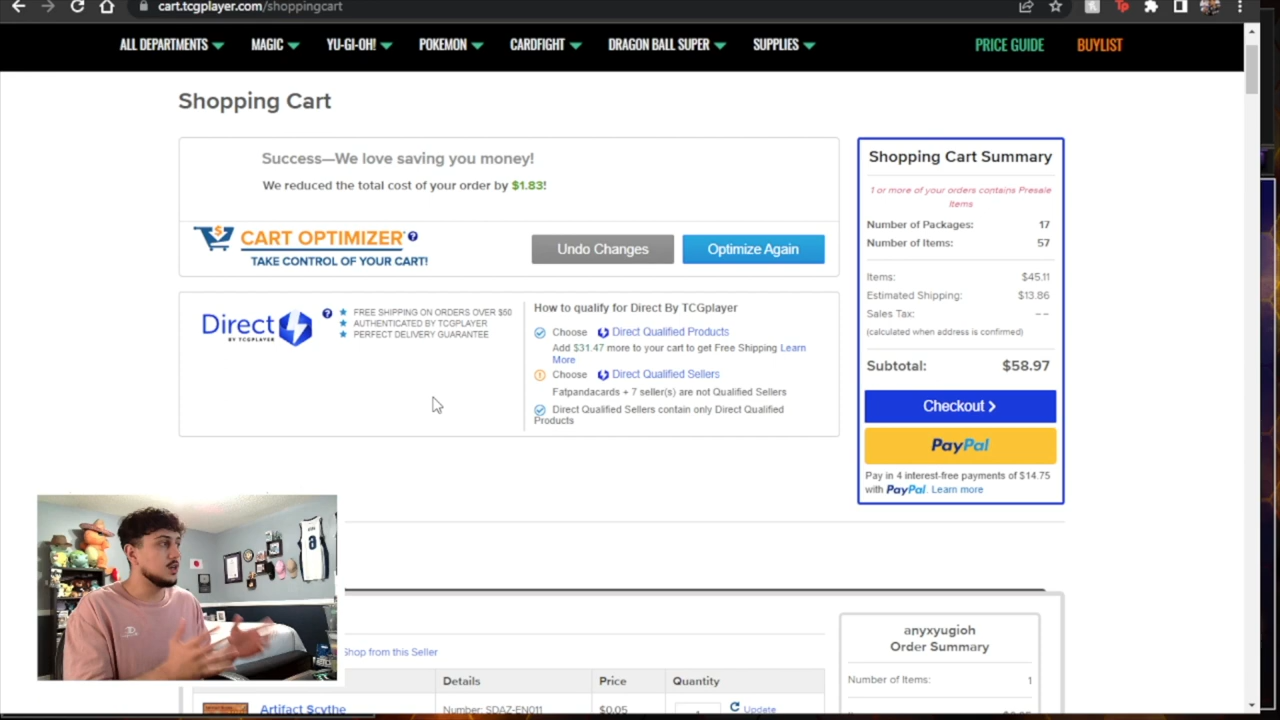 cart.tcgplayer.com/shoppingcart
ALL DEPARTMENTS MAGIC YU-GI-OH! POKEMON CARDFIGHT DRAGON BALL SUPER SUPPLIES PRICE GUIDE BUYLIST
Shopping Cart
Success—We love saving you money!
We reduced the total cost of your order by $1.83!
CART OPTIMIZER
TAKE CONTROL OF YOUR CART!
Undo Changes
Optimize Again
Direct
BY TCGPLAYER
FREE SHIPPING ON ORDERS OVER $50
AUTHENTICATED BY TCGPLAYER
PERFECT DELIVERY GUARANTEE
How to qualify for Direct By TCGplayer
Choose Direct Qualified Products
Add $31.47 more to your cart to get Free Shipping Learn
More
Choose Direct Qualified Sellers
Fatpandacards + 7 seller(s) are not Qualified Sellers
Direct Qualified Sellers contain only Direct Qualified
Products
Shopping Cart Summary
1 or more of your orders contains Presale
Items
Number of Packages: 17
Number of Items: 57
Items: $45.11
Estimated Shipping: $13.86
Sales Tax: --
(calculated when address is confirmed)
Subtotal: $58.97
Checkout
PayPal
Pay in 4 interest-free payments of $14.75
with PayPal. Learn more
Shop from this Seller
Details Price Quantity
Artifact Scythe Number: SDAZ-EN011 $0.05 Update
anyxyugioh
Order Summary
Number of Items: 1